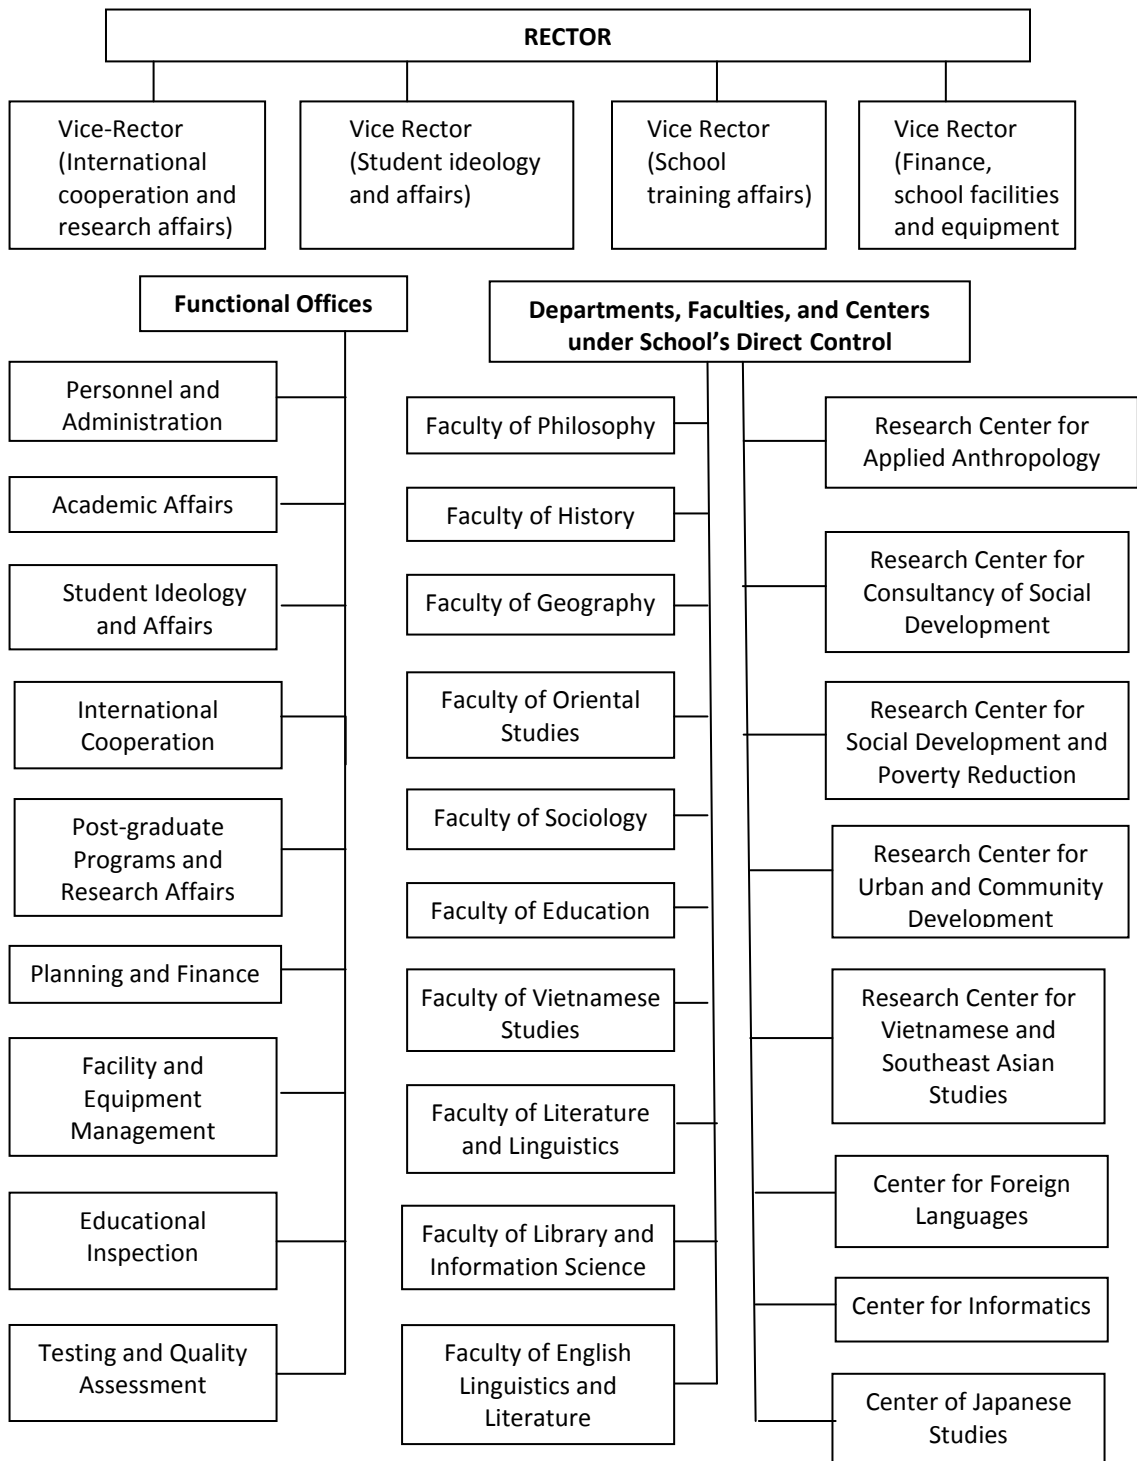 RECTOR
Vice-Rector
(International
cooperation and
research affairs)
Vice Rector
(Student ideology
and affairs)
Vice Rector
(School
training affairs)
Vice Rector
(Finance,
school facilities
and equipment
Functional Offices
Departments, Faculties, and Centers
under School’s Direct Control
Personnel and
Administration
Academic Affairs
Student Ideology
and Affairs
International
Cooperation
Post-graduate
Programs and
Research Affairs
Planning and Finance
Facility and
Equipment
Management
Educational
Inspection
Testing and Quality
Assessment
Faculty of Philosophy
Faculty of History
Faculty of Geography
Faculty of Oriental
Studies
Faculty of Sociology
Faculty of Education
Faculty of Vietnamese
Studies
Faculty of Literature
and Linguistics
Faculty of Library and
Information Science
Faculty of English
Linguistics and
Literature
Research Center for
Applied Anthropology
Research Center for
Consultancy of Social
Development
Research Center for
Social Development and
Poverty Reduction
Research Center for
Urban and Community
Development
Research Center for
Vietnamese and
Southeast Asian
Studies
Center for Foreign
Languages
Center for Informatics
Center of Japanese
Studies